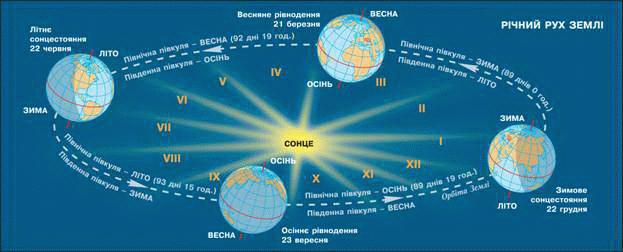 РІЧНИЙ РУХ ЗЕМЛІ
Весняне рівнодення
21 березня
ВЕСНА
ОСІНЬ
Літнє
сонцестояння
22 червня
ЛІТО
ЗИМА
Північна півкуля – ВЕСНА (92 дні 19 год.)
Південна півкуля – ОСІНЬ
Північна півкуля – ЗИМА (89 днів 0 год.)
Південна півкуля – ЛІТО
IV
III
V
VI
II
VII
I
VIII
XII
IX
X
XI
СОНЦЕ
ЗИМА
ЛІТО
Зимове
сонцестояння
22 грудня
Північна півкуля – ЛІТО (93 дні 15 год.)
Південна півкуля – ЗИМА
ОСІНЬ
ВЕСНА
Осіннє рівнодення
23 вересня
Північна півкуля – ОСІНЬ (89 днів 19 год.)
Південна півкуля – ВЕСНА
Орбіта Землі